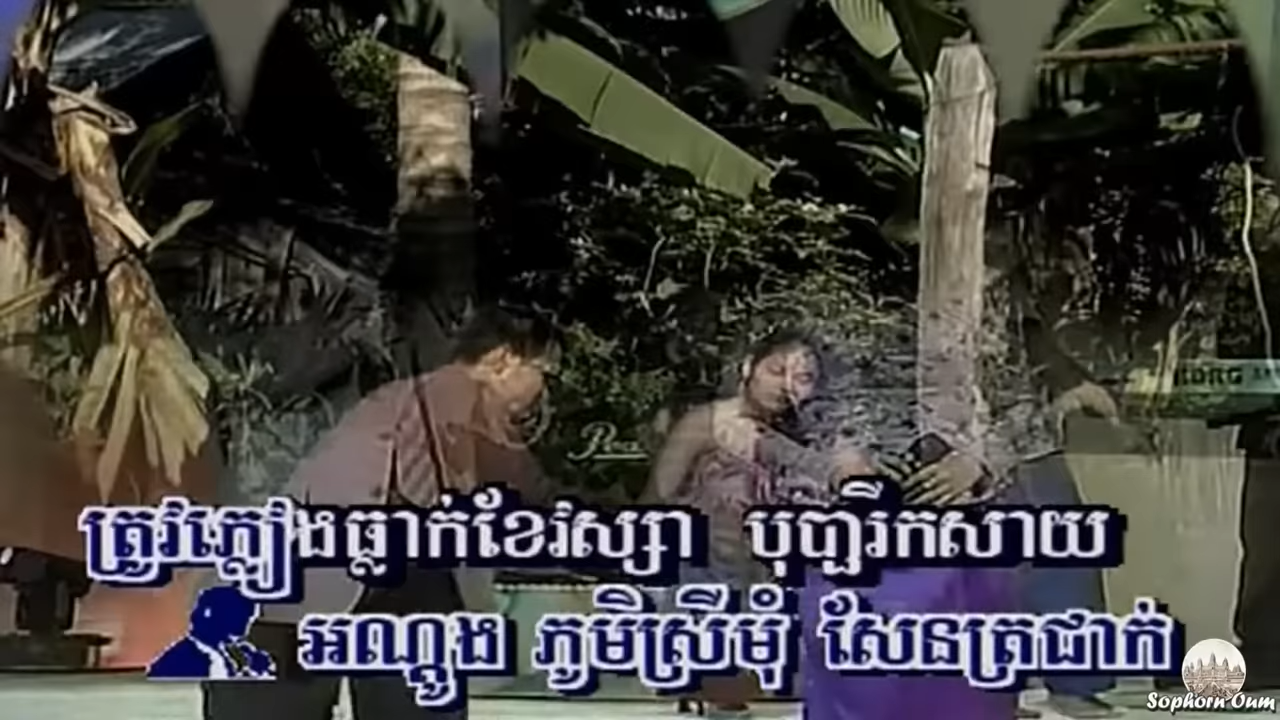 KORG
ត្រូវភ្លៀងធ្លាក់ខែវស្សា បុប្ផារីកសាយ
អណ្ដូង ភូមិស្រីមុំ សែនត្រជាក់
Sophorn Oum